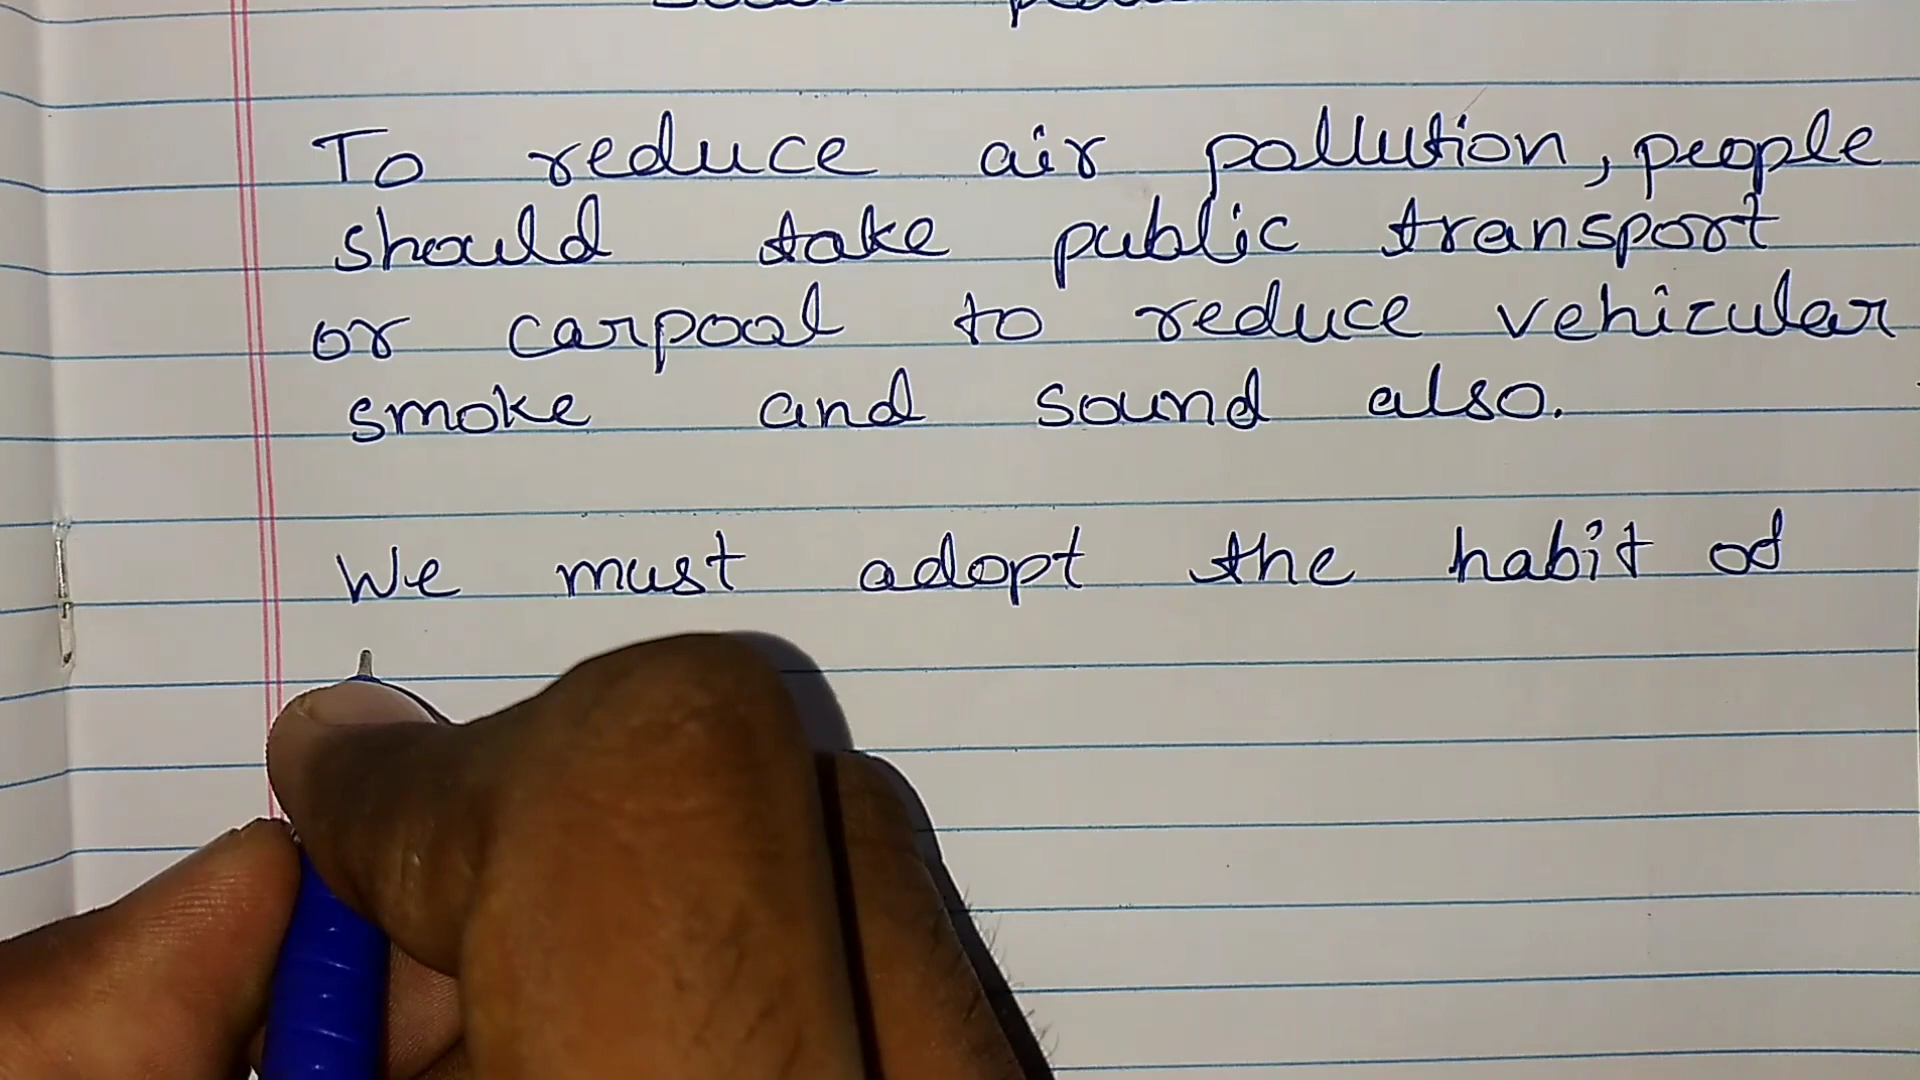 To reduce air pollution, people
should take public transport
or carpool to reduce vehicular
smoke and sound also.
We must adopt the habit of